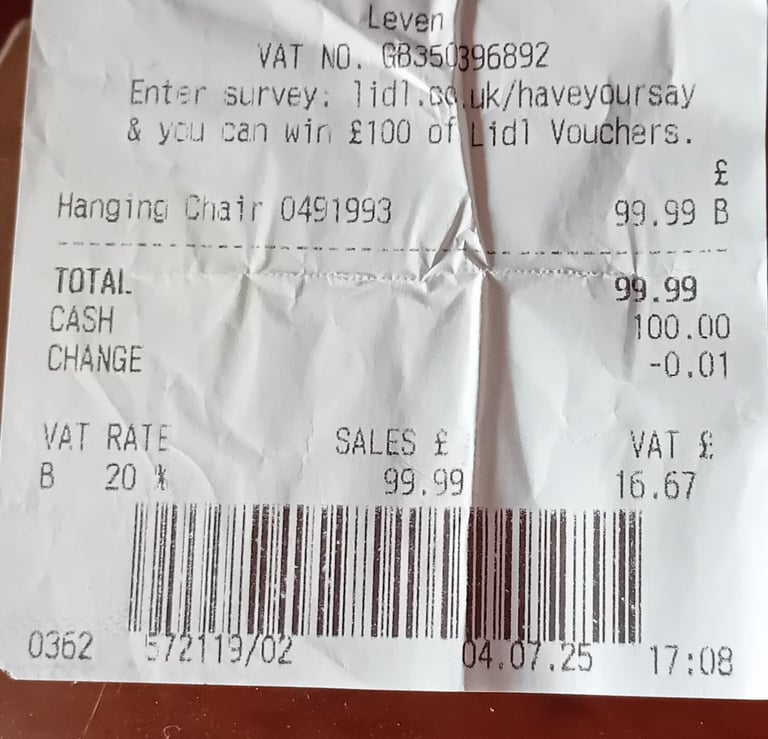 Leven
VAT NO. GB350396892
Enter survey: lidl.co.uk/haveyoursay
& you can win £100 of Lidl Vouchers.
£
Hanging Chair 0491993 99.99 B
TOTAL 99.99
CASH 100.00
CHANGE -0.01
VAT RATE SALES £ VAT £
B 20 % 99.99 16.67
0362 572119/02 04.07.25 17:08